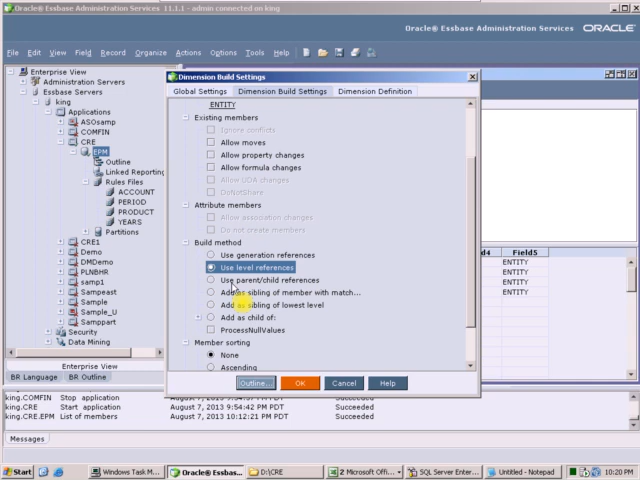 Oracle® Essbase Administration Services 11.1.1 - admin connected on king
Oracle® Essbase Administration Services ORACLE
File Edit View Field Record Organize Actions Options Tools Help
Enterprise View
Administration Servers
Essbase Servers
king
Applications
ASOsamp
COMFIN
CRE
EPM
Outline
Linked Reporting
Rules Files
ACCOUNT
PERIOD
PRODUCT
YEARS
Partitions
CRE1
Demo
DMDemo
PLNBHR
samp1
Sampeast
Sample
Sample_U
Samppart
Security
Data Mining
Enterprise View
BR Language BR Outline
Dimension Build Settings
Global Settings Dimension Build Settings Dimension Definition
ENTITY
Existing members
Ignore conflicts
Allow moves
Allow property changes
Allow formula changes
Allow UDA changes
DoNotShare
Attribute members
Allow association changes
Do not create members
Build method
Use generation references
Use level references
Use parent/child references
Add as sibling of member with match...
Add as sibling of lowest level
Add as child of:
ProcessNullValues
Member sorting
None
Ascending
Outline... OK Cancel Help
d4 Field5
ENTITY
ENTITY
ENTITY
ENTITY
king.COMFIN Stop application Succeeded
king.CRE Start application August 7, 2013 9:54:42 PM PDT Succeeded
king.CRE.EPM List of members August 7, 2013 10:12:21 PM PDT Succeeded
Messages
Start Windows Task M... Oracle® Essbas... D:\CRE 2 Microsoft Offi... SQL Server Enter... Untitled - Notepad 10:20 PM